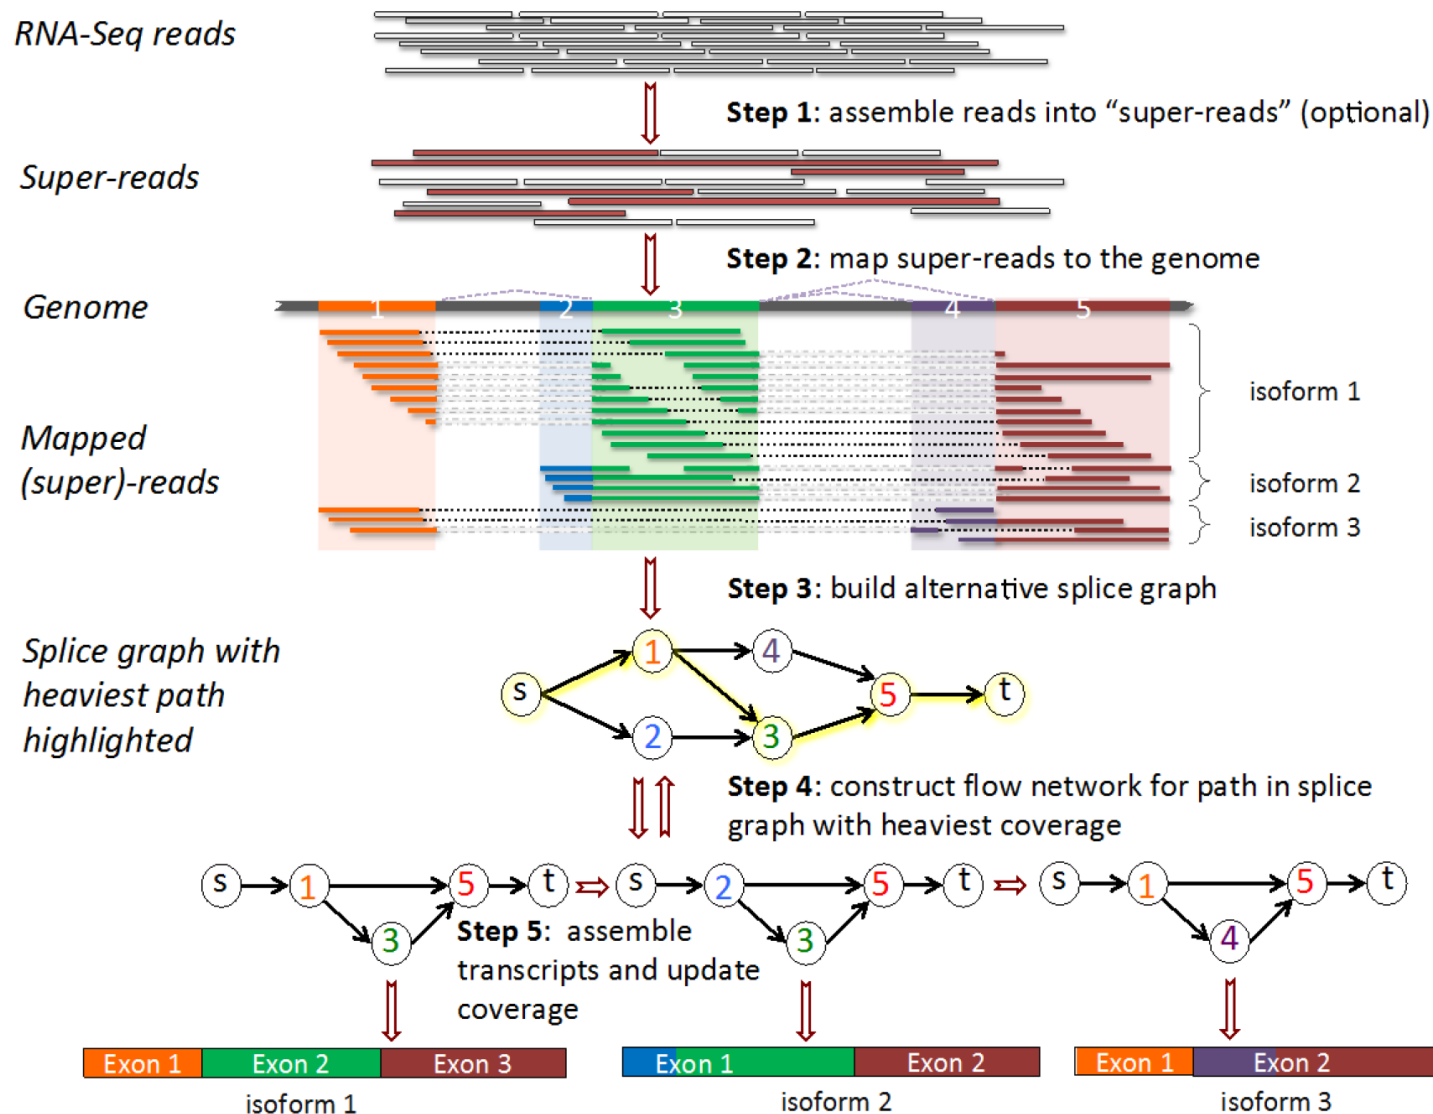 RNA-Seq reads
Step 1: assemble reads into “super-reads” (optional)
Super-reads
Step 2: map super-reads to the genome
Genome
1 2 3 4 5
isoform 1
Mapped
(super)-reads
isoform 2
isoform 3
Step 3: build alternative splice graph
Splice graph with
heaviest path
highlighted
1 4
s 5 t
2 3
Step 4: construct flow network for path in splice
graph with heaviest coverage
s 1 5 t s 2 5 t s 1 5 t
3 3 4
Step 5: assemble
transcripts and update
coverage
Exon 1 Exon 2 Exon 3
Exon 1 Exon 2
Exon 1 Exon 2
isoform 1
isoform 2
isoform 3